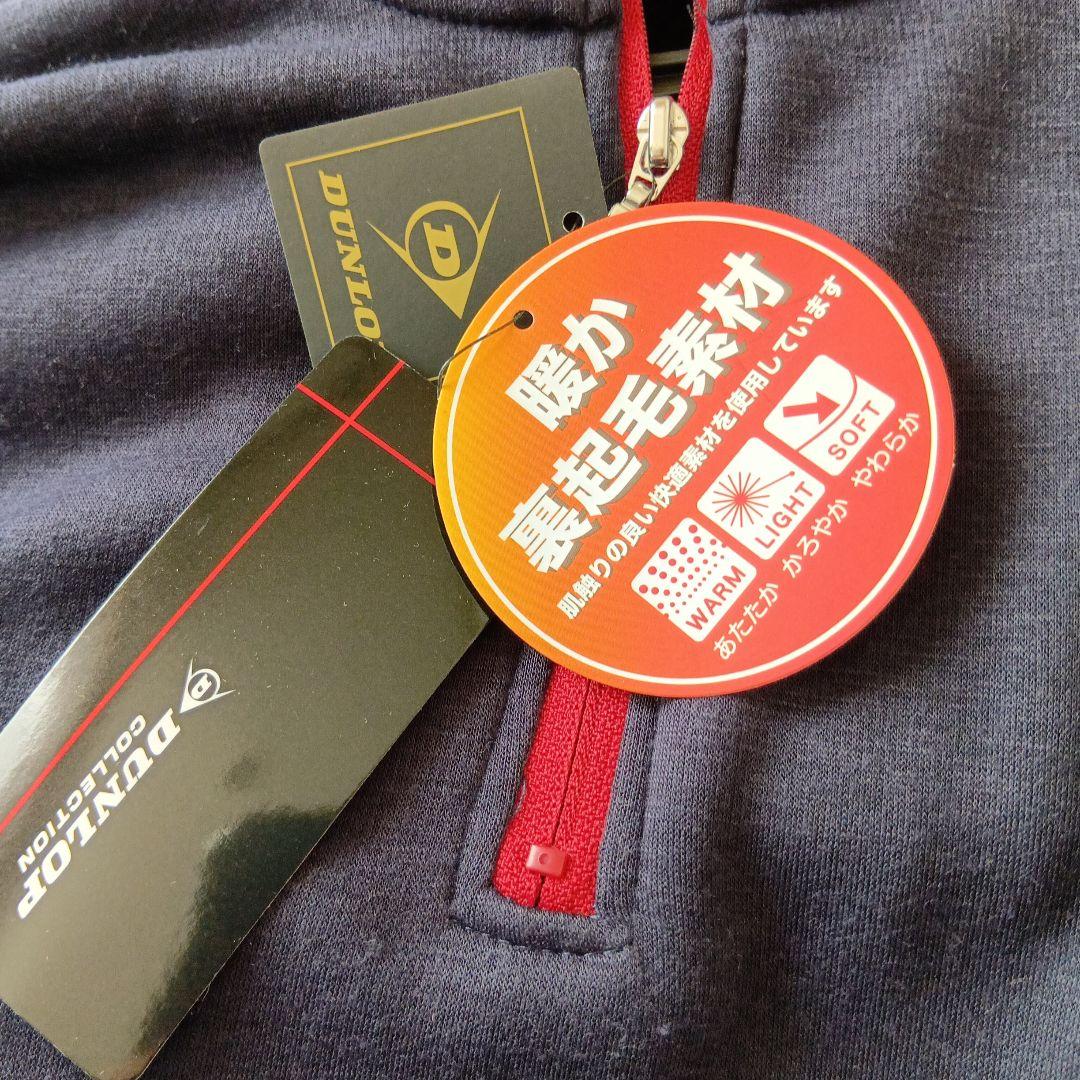 DUNLO
D
暖か
裏起毛素材
肌触りの良い快適素材を使用しています
WARM
LIGHT
SOFT
あたたか かろやか やわらか
D
DUNLOP
COLLECTION